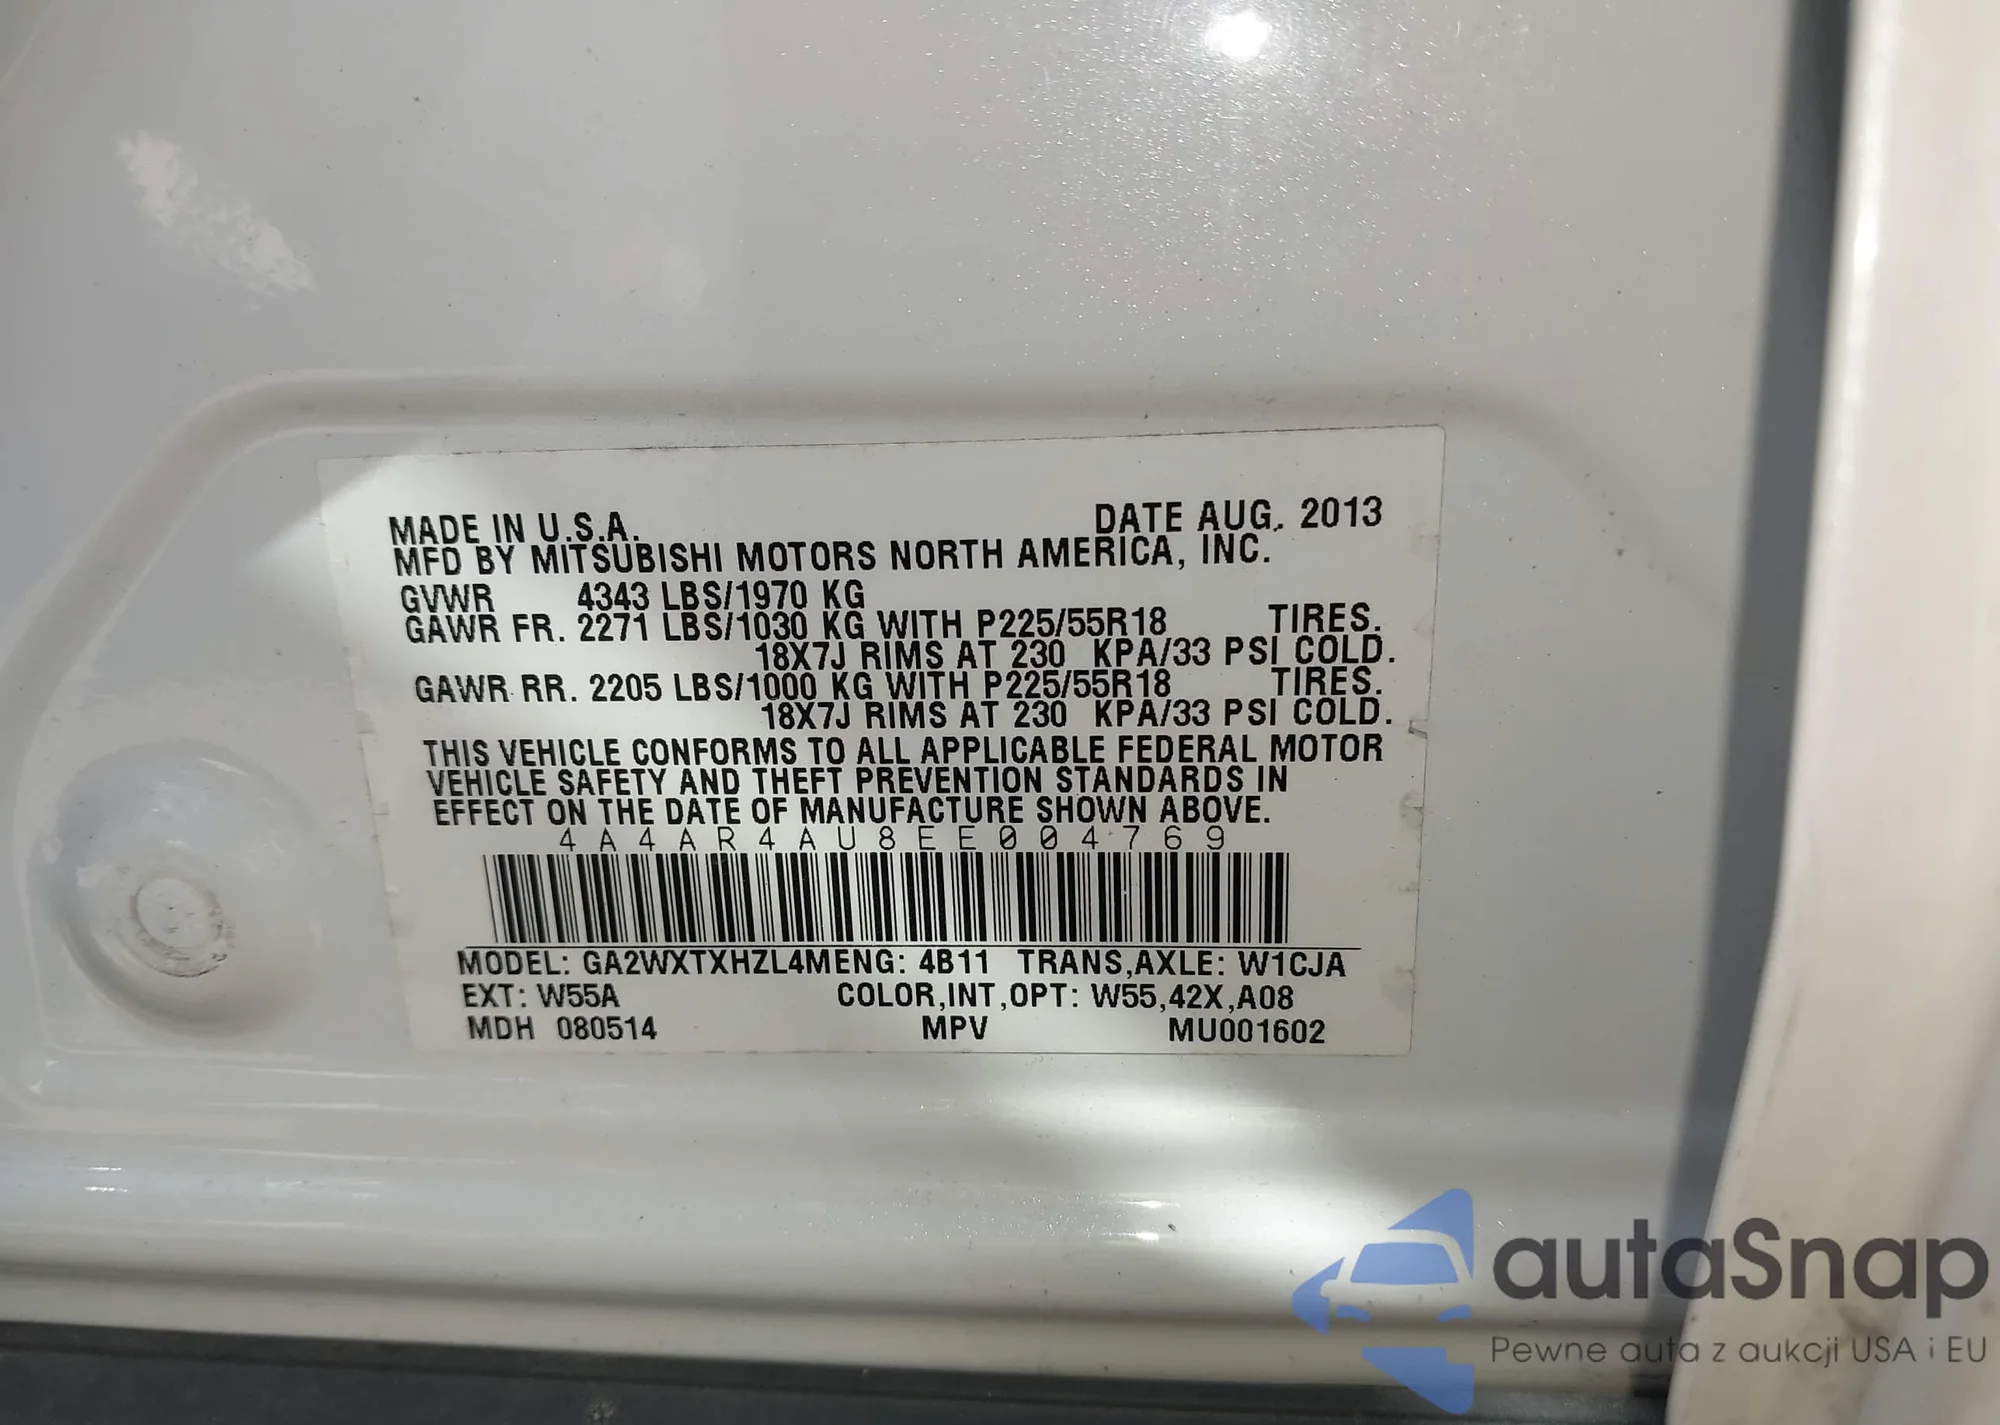 MADE IN U.S.A. DATE AUG. 2013
MFD BY MITSUBISHI MOTORS NORTH AMERICA, INC.
GVWR 4343 LBS/1970 KG
GAWR FR. 2271 LBS/1030 KG WITH P225/55R18 TIRES.
18X7J RIMS AT 230 KPA/33 PSI COLD.
GAWR RR. 2205 LBS/1000 KG WITH P225/55R18 TIRES.
18X7J RIMS AT 230 KPA/33 PSI COLD.
THIS VEHICLE CONFORMS TO ALL APPLICABLE FEDERAL MOTOR
VEHICLE SAFETY AND THEFT PREVENTION STANDARDS IN
EFFECT ON THE DATE OF MANUFACTURE SHOWN ABOVE.
4A4AR4AU8EE004769
MODEL: GA2WXTXHZL4MENG: 4B11 TRANS,AXLE: W1CJA
EXT: W55A COLOR,INT,OPT: W55,42X,A08
MDH 080514 MPV MU001602
autaSnap
Pewne auta z aukcji USA i EU